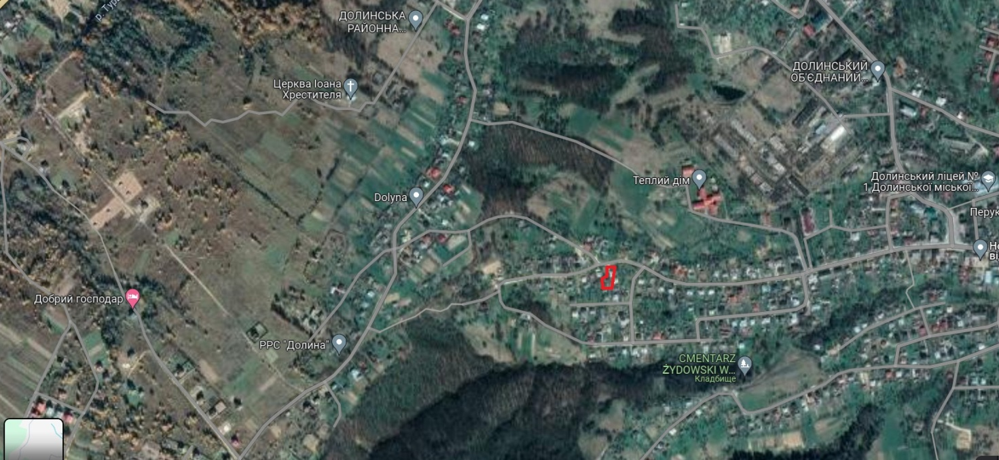 р. Тур
ДОЛИНСЬКА
РАЙОННА...
ДОЛИНСЬКИЙ
ОБ'ЄДНАНИЙ...
Церква Іоана
Хрестителя
Теплий дім
Долинський ліцей №
1 Долинської міської...
Dolyna
Перук
Но
ві
Добрий господар
РРС "Долина"
CMENTARZ
ŻYDOWSKI W...
Кладбище